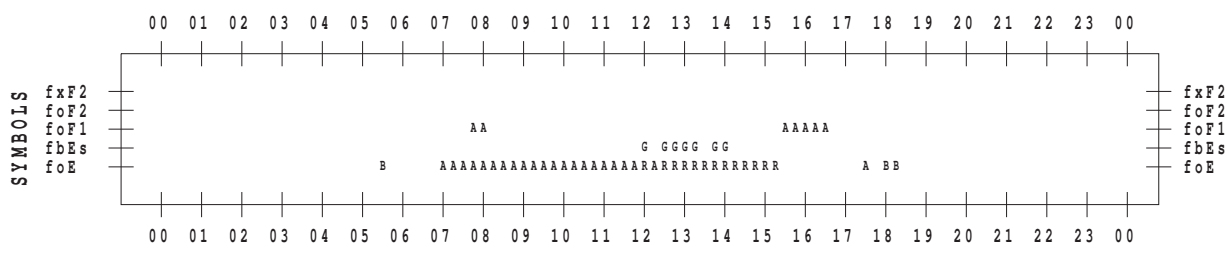 00 01 02 03 04 05 06 07 08 09 10 11 12 13 14 15 16 17 18 19 20 21 22 23 00
SYMBOLS
fxF2 fxF2
foF2 foF2
foF1 AA AAAAA foF1
fbEs G GGGG GG fbEs
foE B AAAAAAAAAAAAAAAAAAAARARRRRRRRRRRRR A BB foE
00 01 02 03 04 05 06 07 08 09 10 11 12 13 14 15 16 17 18 19 20 21 22 23 00